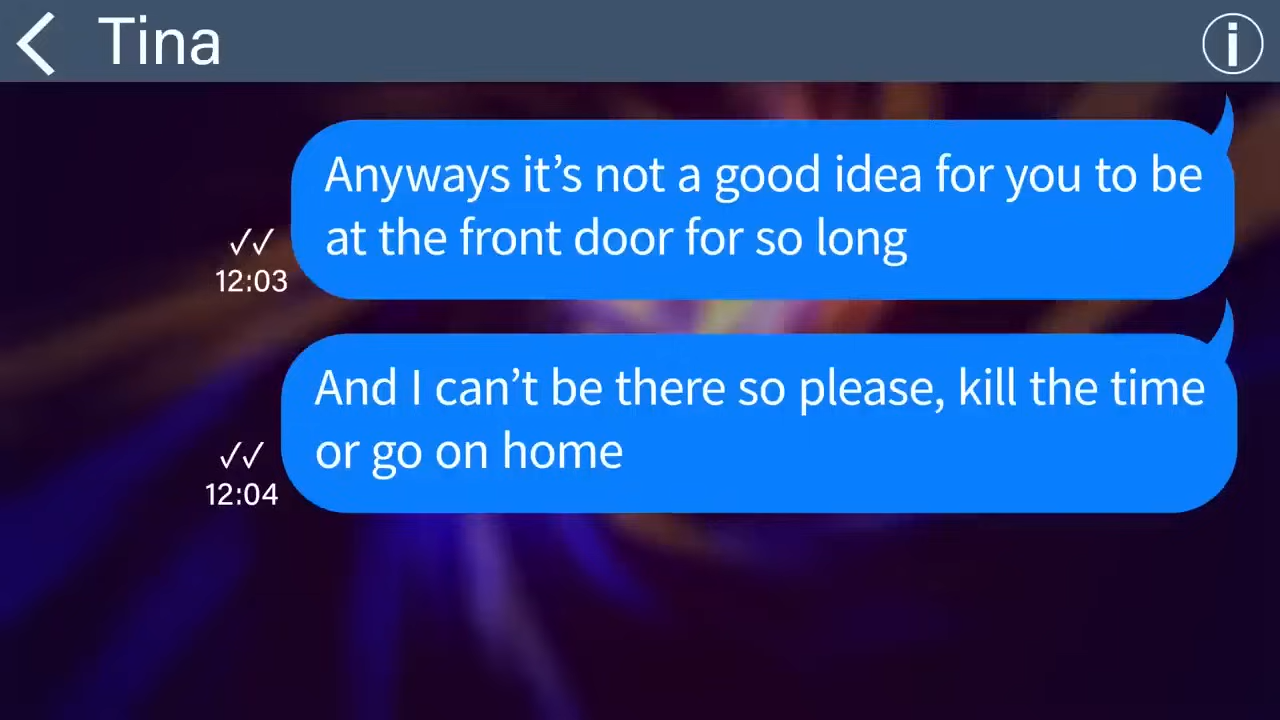 Tina
Anyways it’s not a good idea for you to be
at the front door for so long
12:03
And I can’t be there so please, kill the time
or go on home
12:04